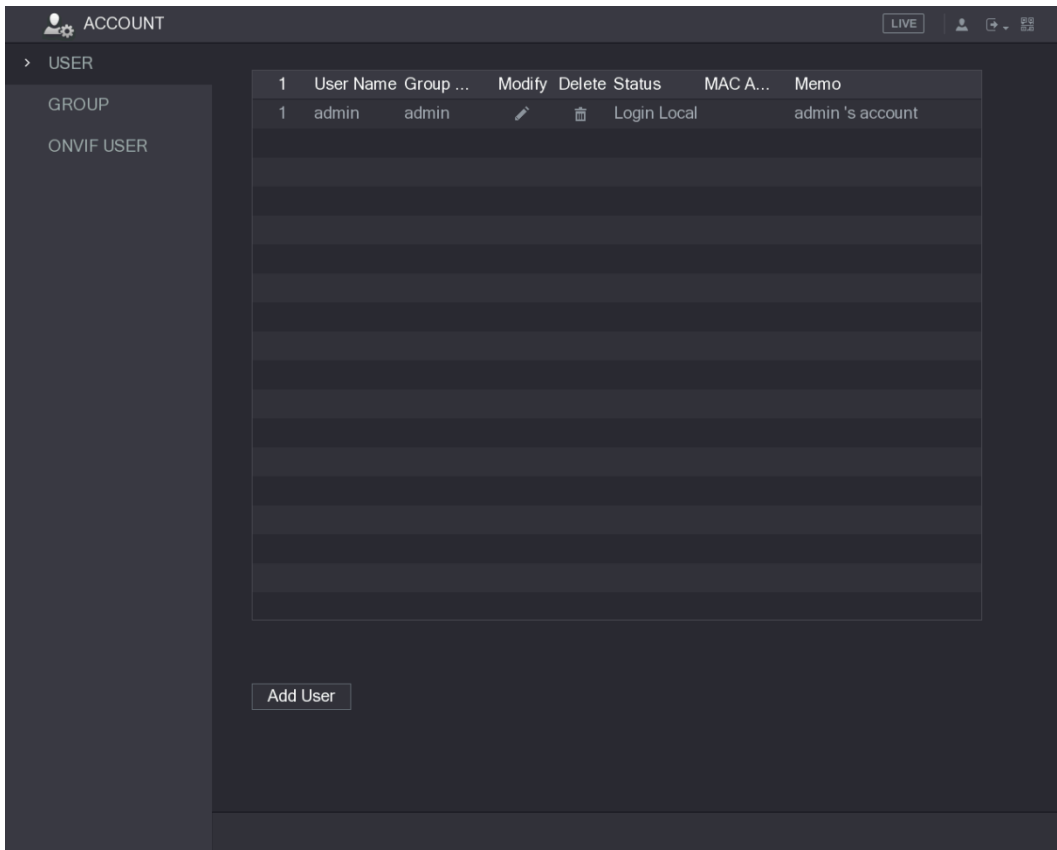 ACCOUNT LIVE
USER
GROUP
ONVIF USER
1 User Name Group ... Modify Delete Status MAC A... Memo
1 admin admin Login Local admin 's account
Add User